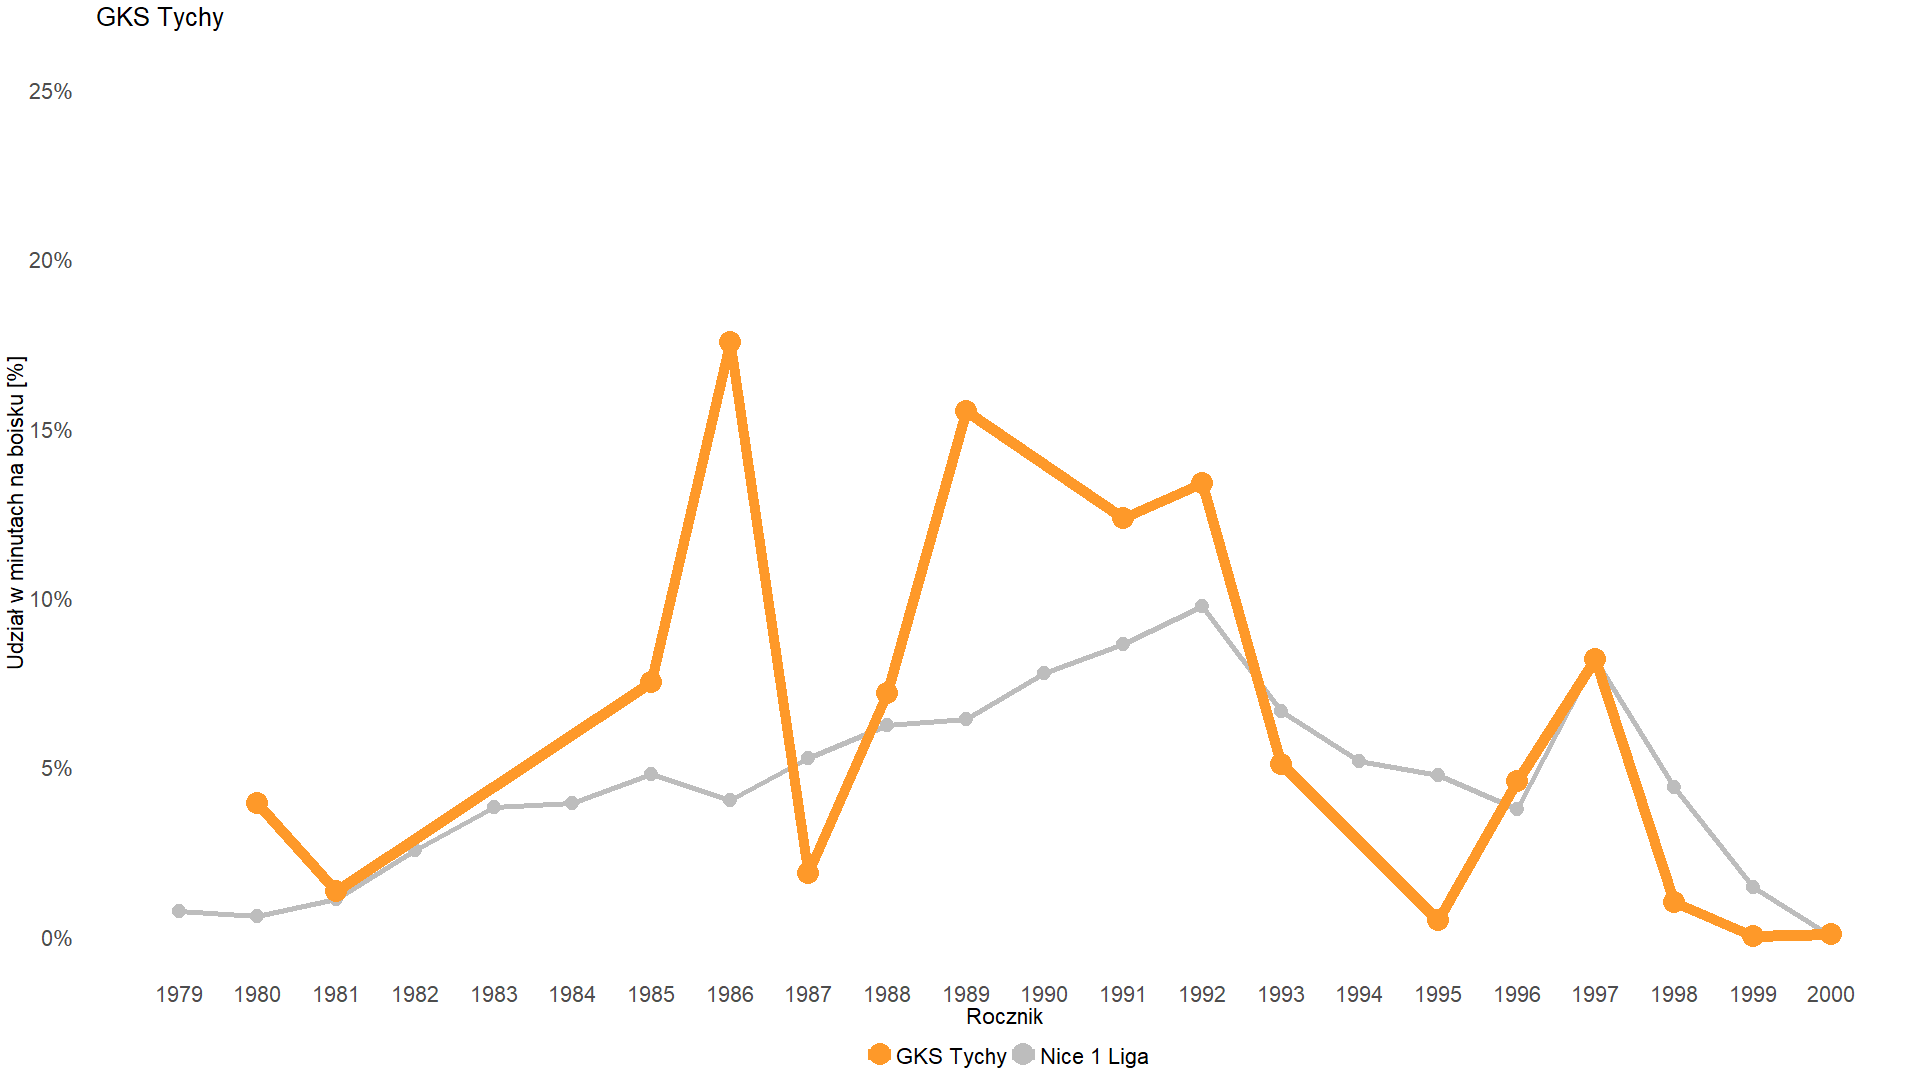 GKS Tychy
25%
20%
15%
10%
5%
0%
Udział w minutach na boisku [%]
1979 1980 1981 1982 1983 1984 1985 1986 1987 1988 1989 1990 1991 1992 1993 1994 1995 1996 1997 1998 1999 2000
Rocznik
GKS Tychy Nice 1 Liga